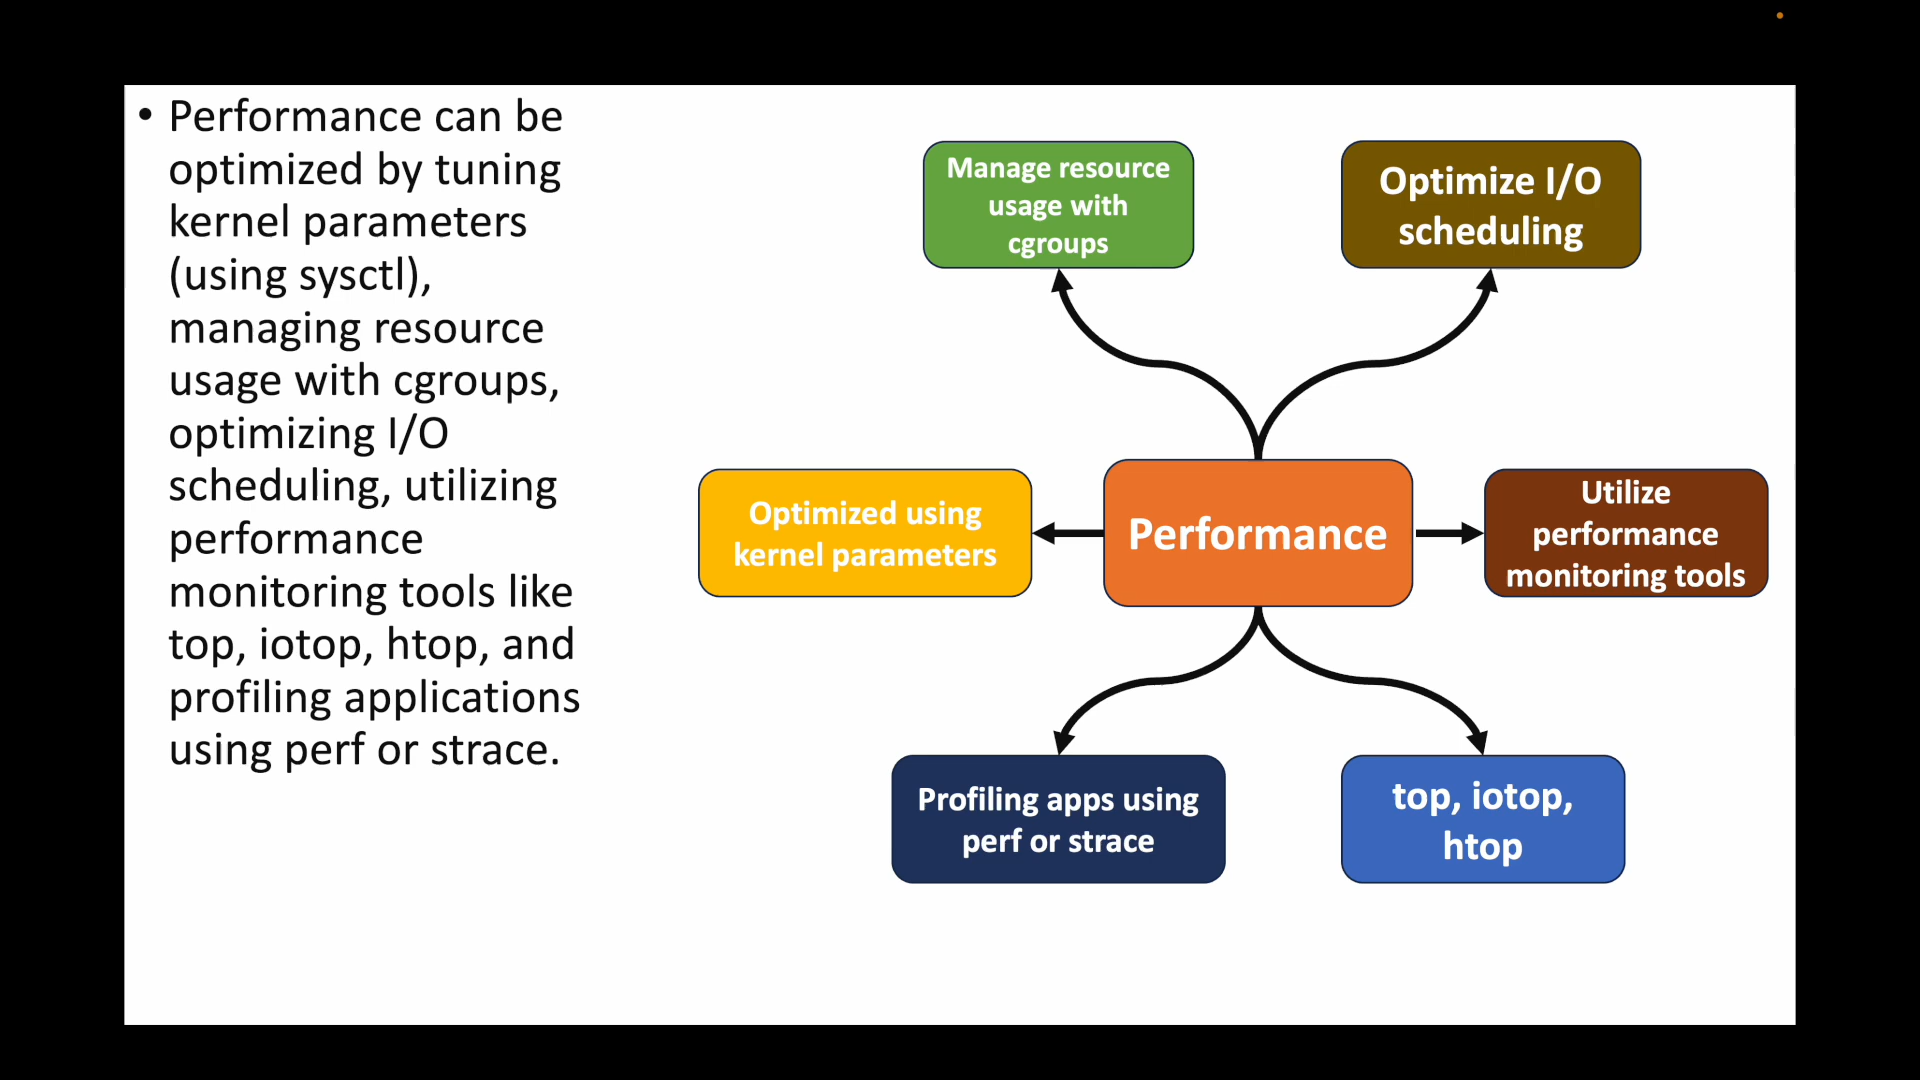 • Performance can be
optimized by tuning
kernel parameters
(using sysctl),
managing resource
usage with cgroups,
optimizing I/O
scheduling, utilizing
performance
monitoring tools like
top, iotop, htop, and
profiling applications
using perf or strace.
Manage resource
usage with
cgroups
Optimize I/O
scheduling
Optimized using
kernel parameters
Performance
Utilize
performance
monitoring tools
Profiling apps using
perf or strace
top, iotop,
htop